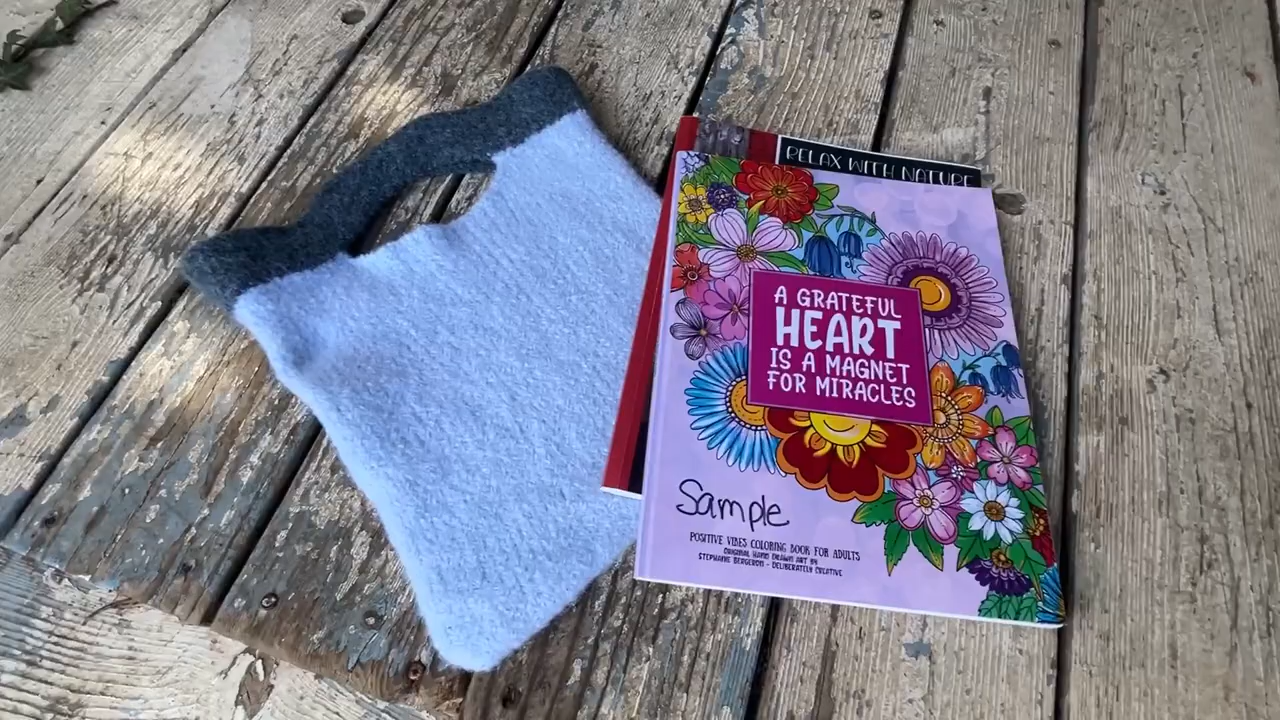 RELAX WITH NATURE
A GRATEFUL
HEART
IS A MAGNET
FOR MIRACLES
Sample
POSITIVE VIBES COLORING BOOK FOR ADULTS
ORIGINAL HAND DRAWN ART BY
STEPHANIE BERGERON - DELIBERATELY CREATIVE